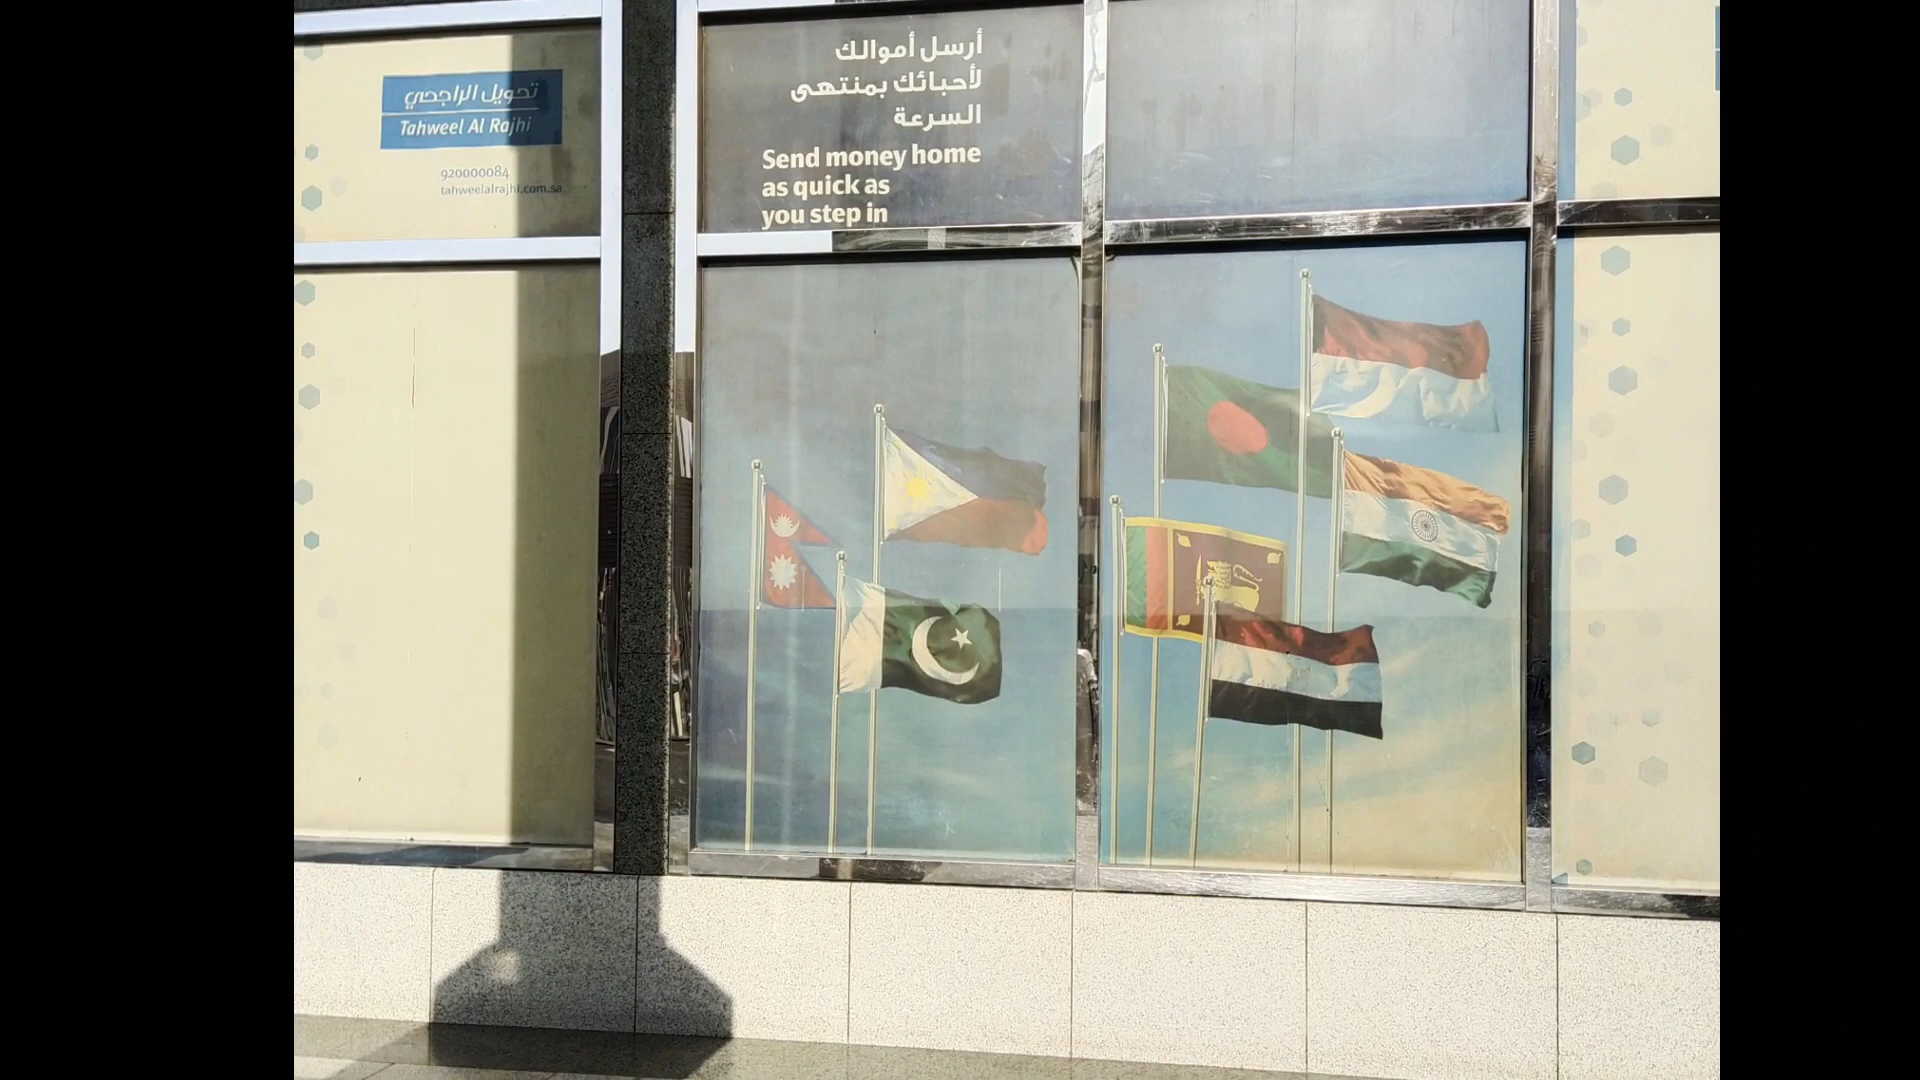 تحويل الراجحي
Tahweel Al Rajhi
920000084
tahweelalrajhi.com.sa
أرسل أموالك
لأحبائك بمنتهى
السرعة
Send money home
as quick as
you step in